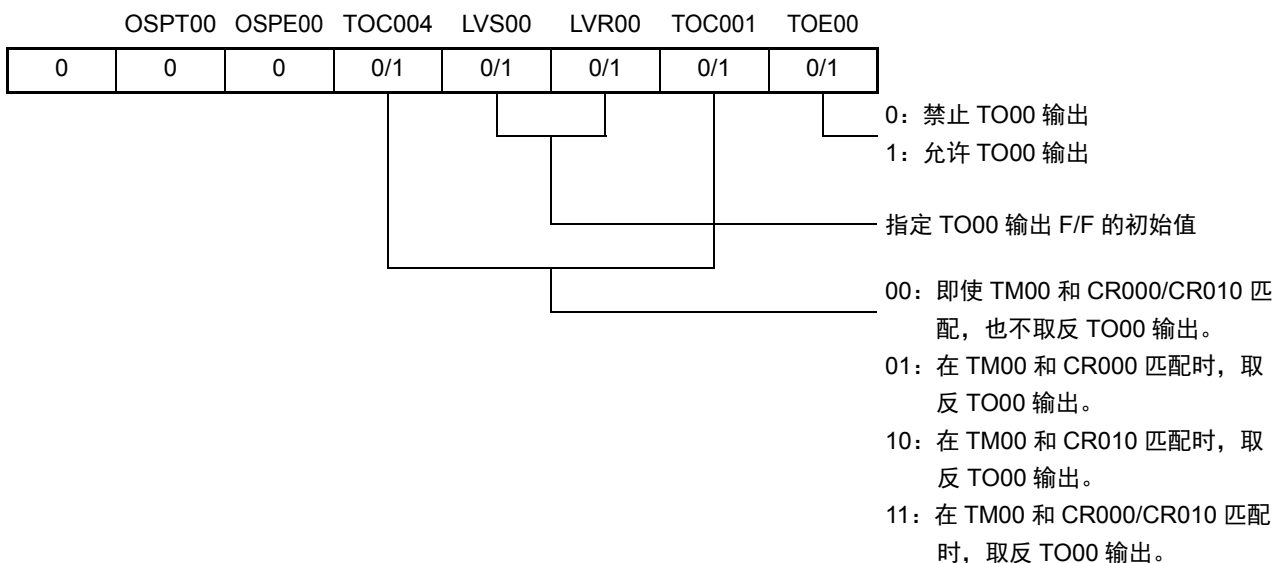 OSPT00 OSPE00 TOC004 LVS00 LVR00 TOC001 TOE00
0 0 0 0/1 0/1 0/1 0/1 0/1
0：禁止 TO00 输出
1：允许 TO00 输出
指定 TO00 输出 F/F 的初始值
00：即使 TM00 和 CR000/CR010 匹
配，也不取反 TO00 输出。
01：在 TM00 和 CR000 匹配时，取
反 TO00 输出。
10：在 TM00 和 CR010 匹配时，取
反 TO00 输出。
11：在 TM00 和 CR000/CR010 匹配
时，取反 TO00 输出。